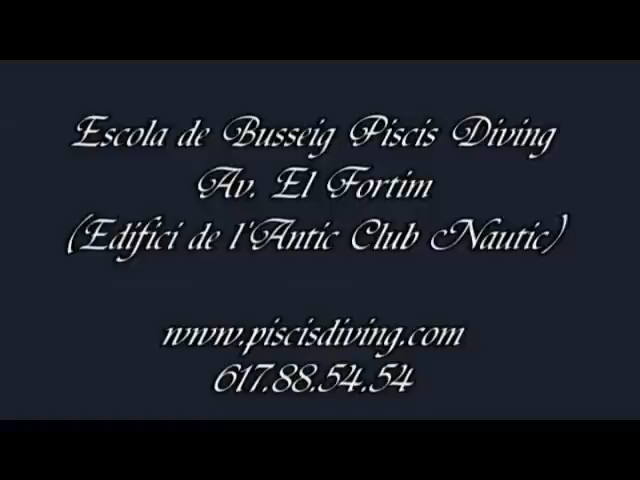 Escola de Busseig Piscis Diving
Av. El Fortim
(Edifici de l'Antic Club Nautic)
www.piscisdiving.com
617.88.54.54